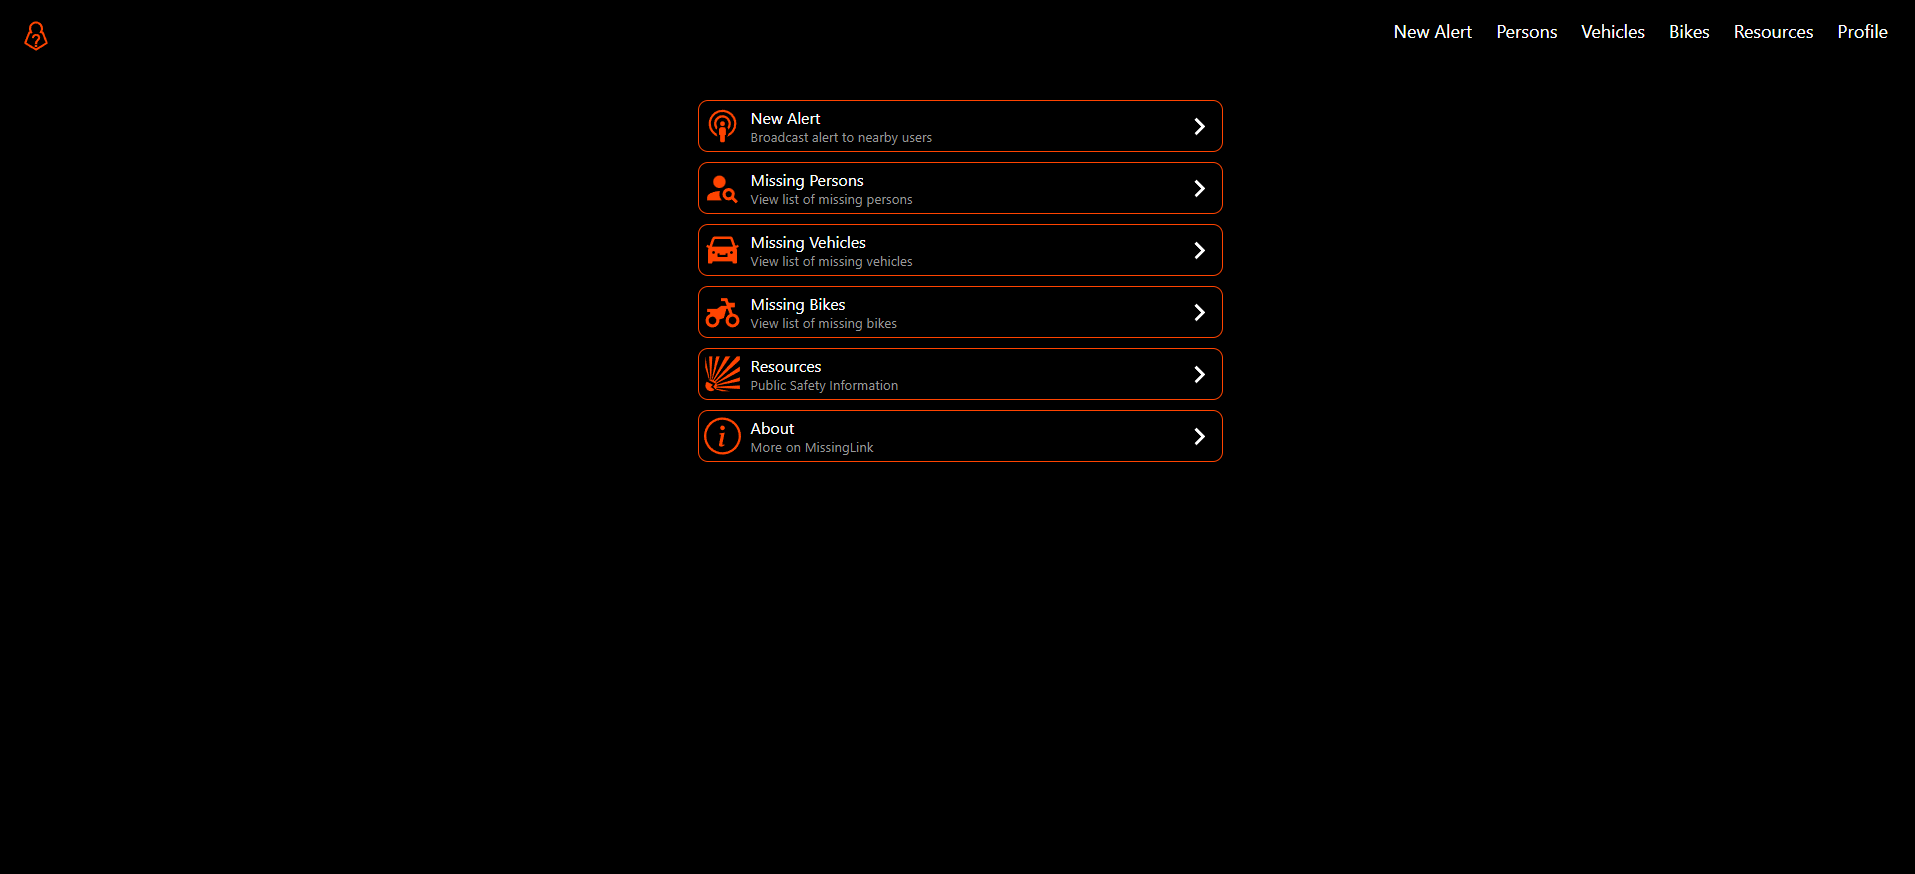 New Alert Persons Vehicles Bikes Resources Profile
New Alert
Broadcast alert to nearby users
Missing Persons
View list of missing persons
Missing Vehicles
View list of missing vehicles
Missing Bikes
View list of missing bikes
Resources
Public Safety Information
About
More on MissingLink